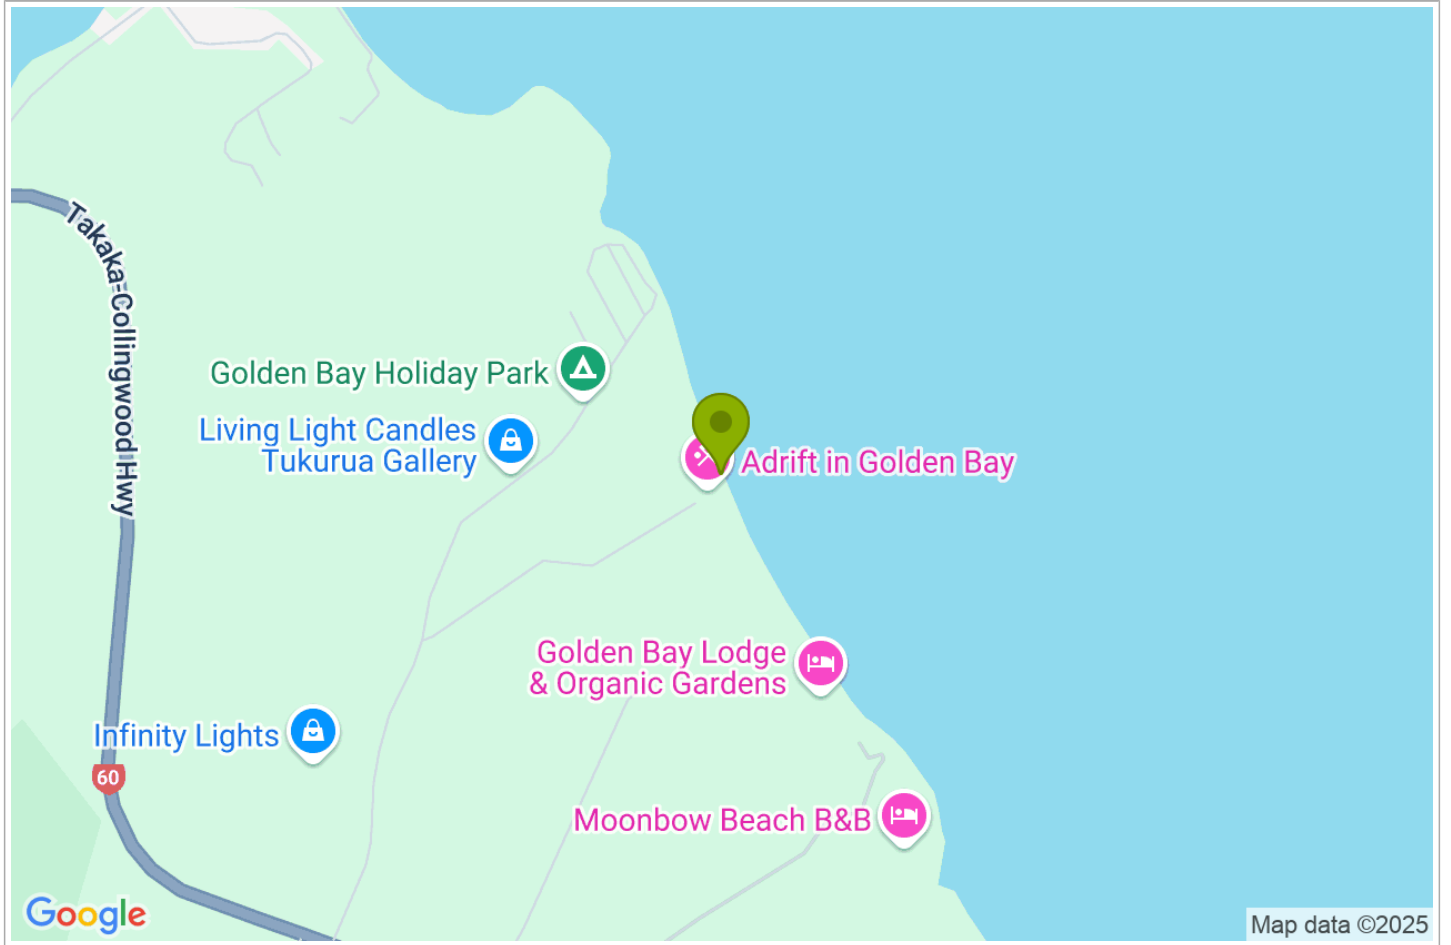 Takaka-Collingwood Hwy
Golden Bay Holiday Park
Living Light Candles
Tukurua Gallery
Adrift in Golden Bay
Golden Bay Lodge
& Organic Gardens
Infinity Lights
60
Moonbow Beach B&B
Google
Map data ©2025